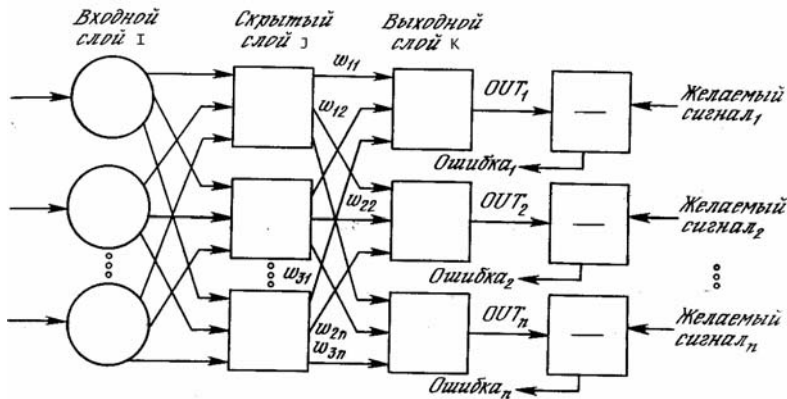 Входной слой I
Скрытый слой J
Выходной слой K
w11
w12
w22
w31
w2n
w3n
OUT1
Желаемый сигнал1
Ошибка1
OUT2
Желаемый сигнал2
Ошибка2
OUTn
Желаемый сигналn
Ошибкаn